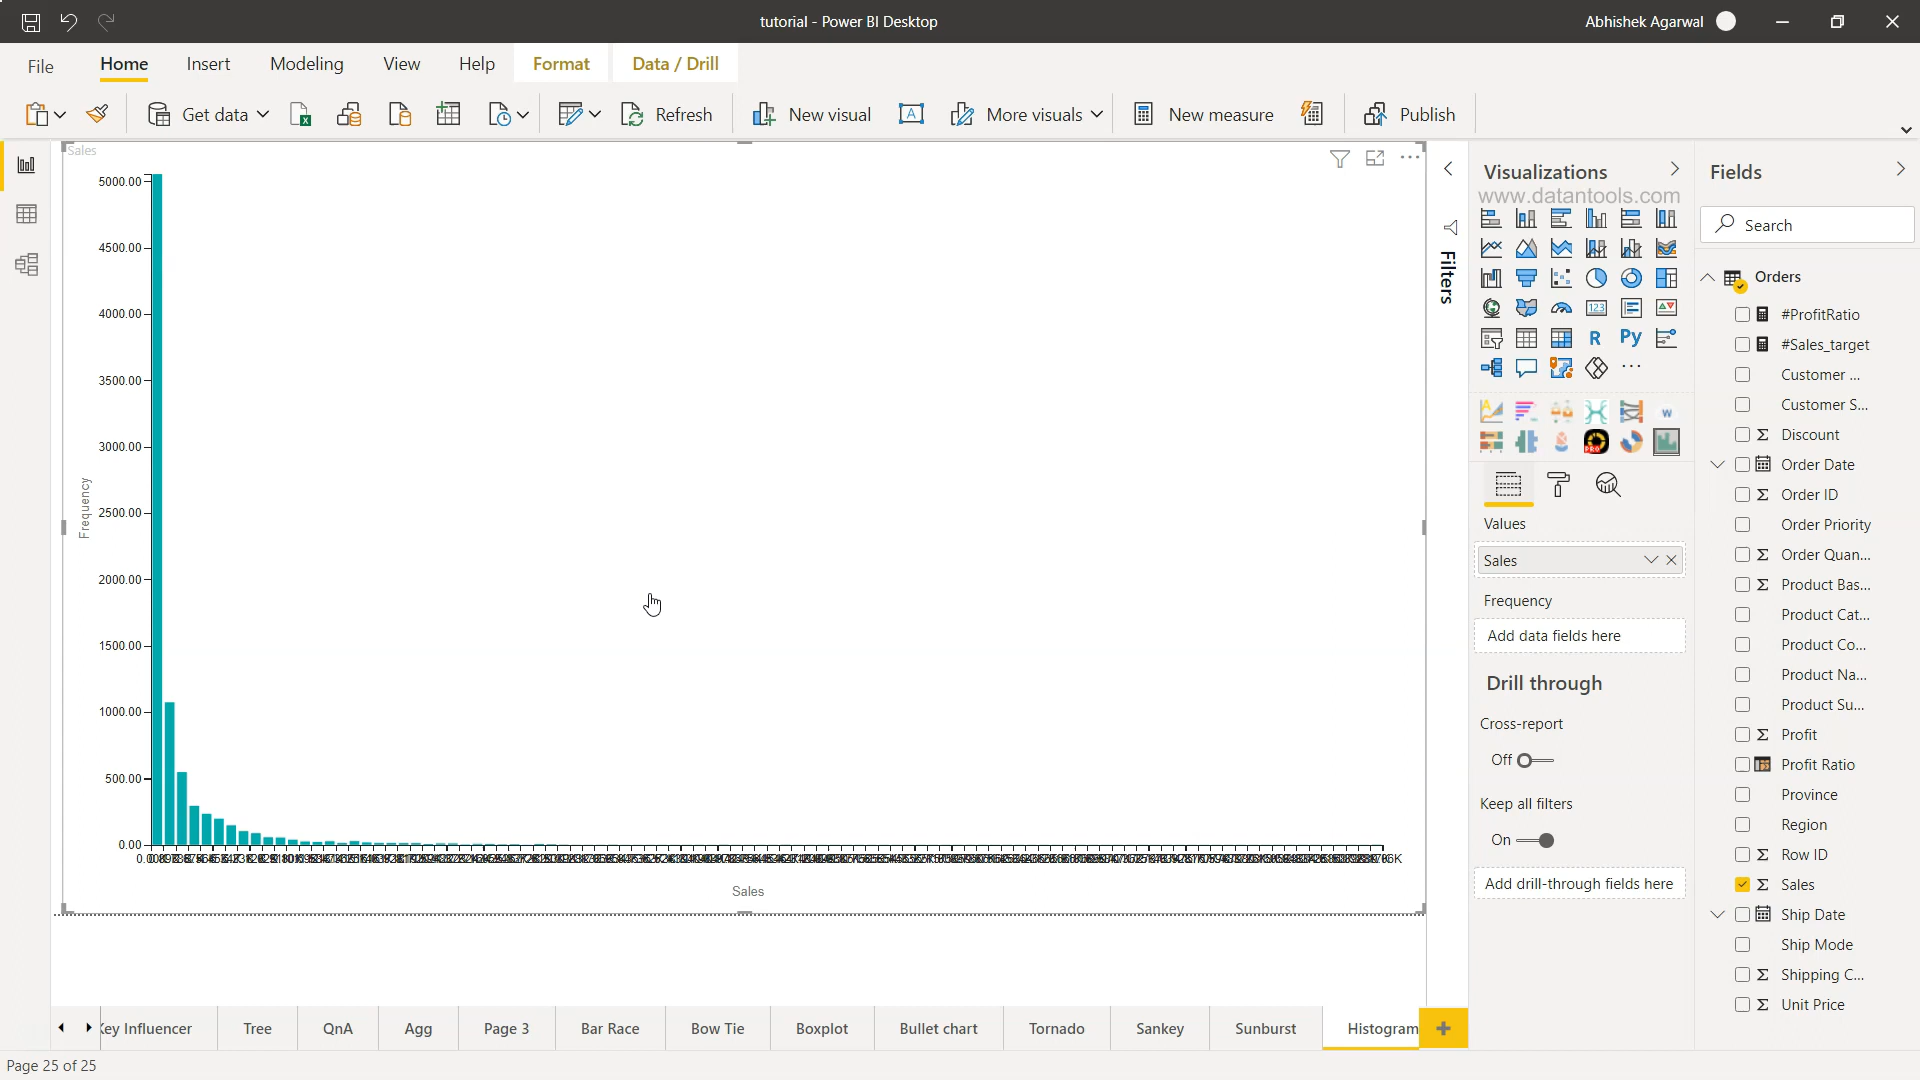 tutorial - Power BI Desktop
Abhishek Agarwal
File
Home
Insert
Modeling
View
Help
Format
Data / Drill
Get data
Refresh
New visual
More visuals
New measure
Publish
Sales
5000.00
4500.00
4000.00
3500.00
3000.00
2500.00
2000.00
1500.00
1000.00
500.00
0.00
Frequency
Sales
Filters
Visualizations
www.datantools.com
123
R
Py
W
PRO
Values
Sales
Frequency
Add data fields here
Drill through
Cross-report
Off
Keep all filters
On
Add drill-through fields here
Fields
Search
Orders
#ProfitRatio
#Sales_target
Customer ...
Customer S...
Discount
Order Date
Order ID
Order Priority
Order Quan...
Product Bas...
Product Cat...
Product Co...
Product Na...
Product Su...
Profit
Profit Ratio
Province
Region
Row ID
Sales
Ship Date
Ship Mode
Shipping C...
Unit Price
Key Influencer
Tree
QnA
Agg
Page 3
Bar Race
Bow Tie
Boxplot
Bullet chart
Tornado
Sankey
Sunburst
Histogram
Page 25 of 25